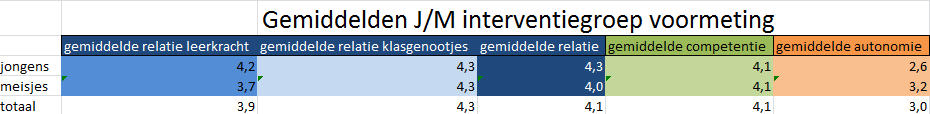 Gemiddelden J/M interventiegroep voormeting
gemiddelde relatie leerkracht gemiddelde relatie klasgenootjes gemiddelde relatie gemiddelde competentie gemiddelde autonomie
jongens 4,2 4,3 4,3 4,1 2,6
meisjes 3,7 4,3 4,0 4,1 3,2
totaal 3,9 4,3 4,1 4,1 3,0